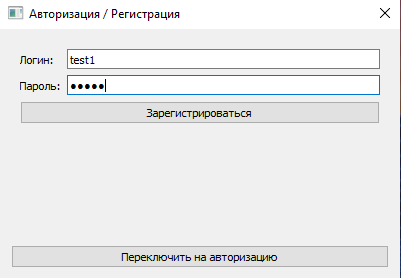 Авторизация / Регистрация
Логин: test1
Пароль: •••••
Зарегистрироваться
Переключить на авторизацию